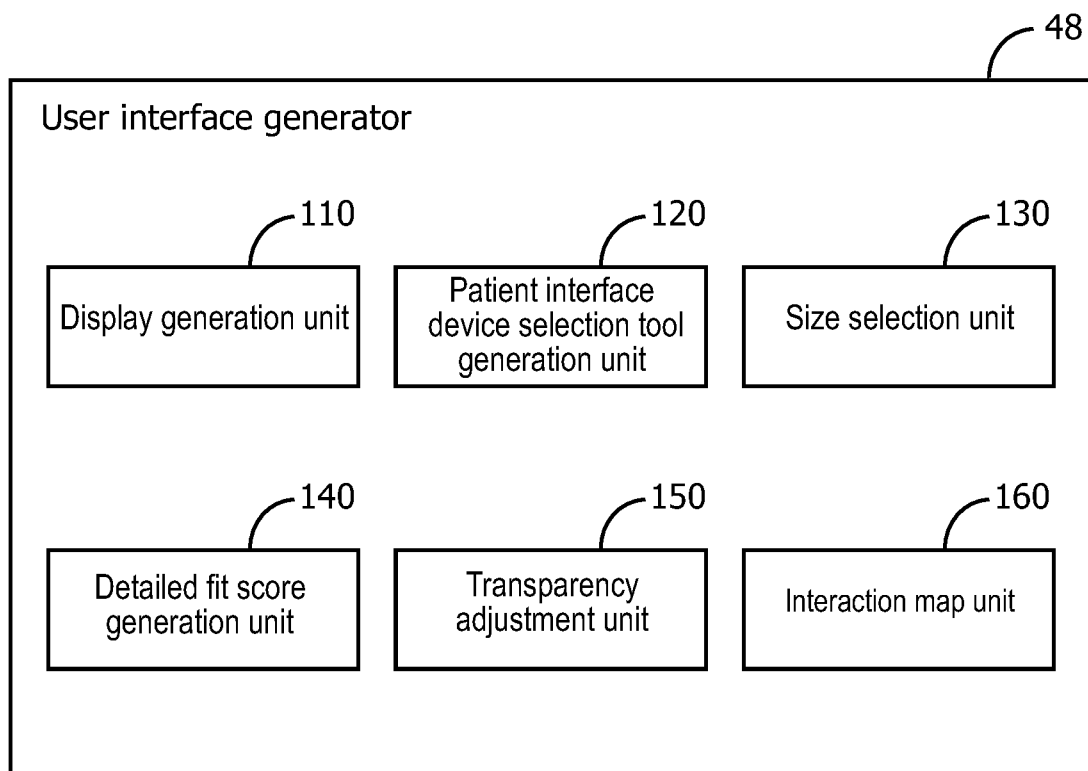 48
User interface generator
110
120
130
Display generation unit
Patient interface
device selection tool
generation unit
Size selection unit
140
150
160
Detailed fit score
generation unit
Transparency
adjustment unit
Interaction map unit